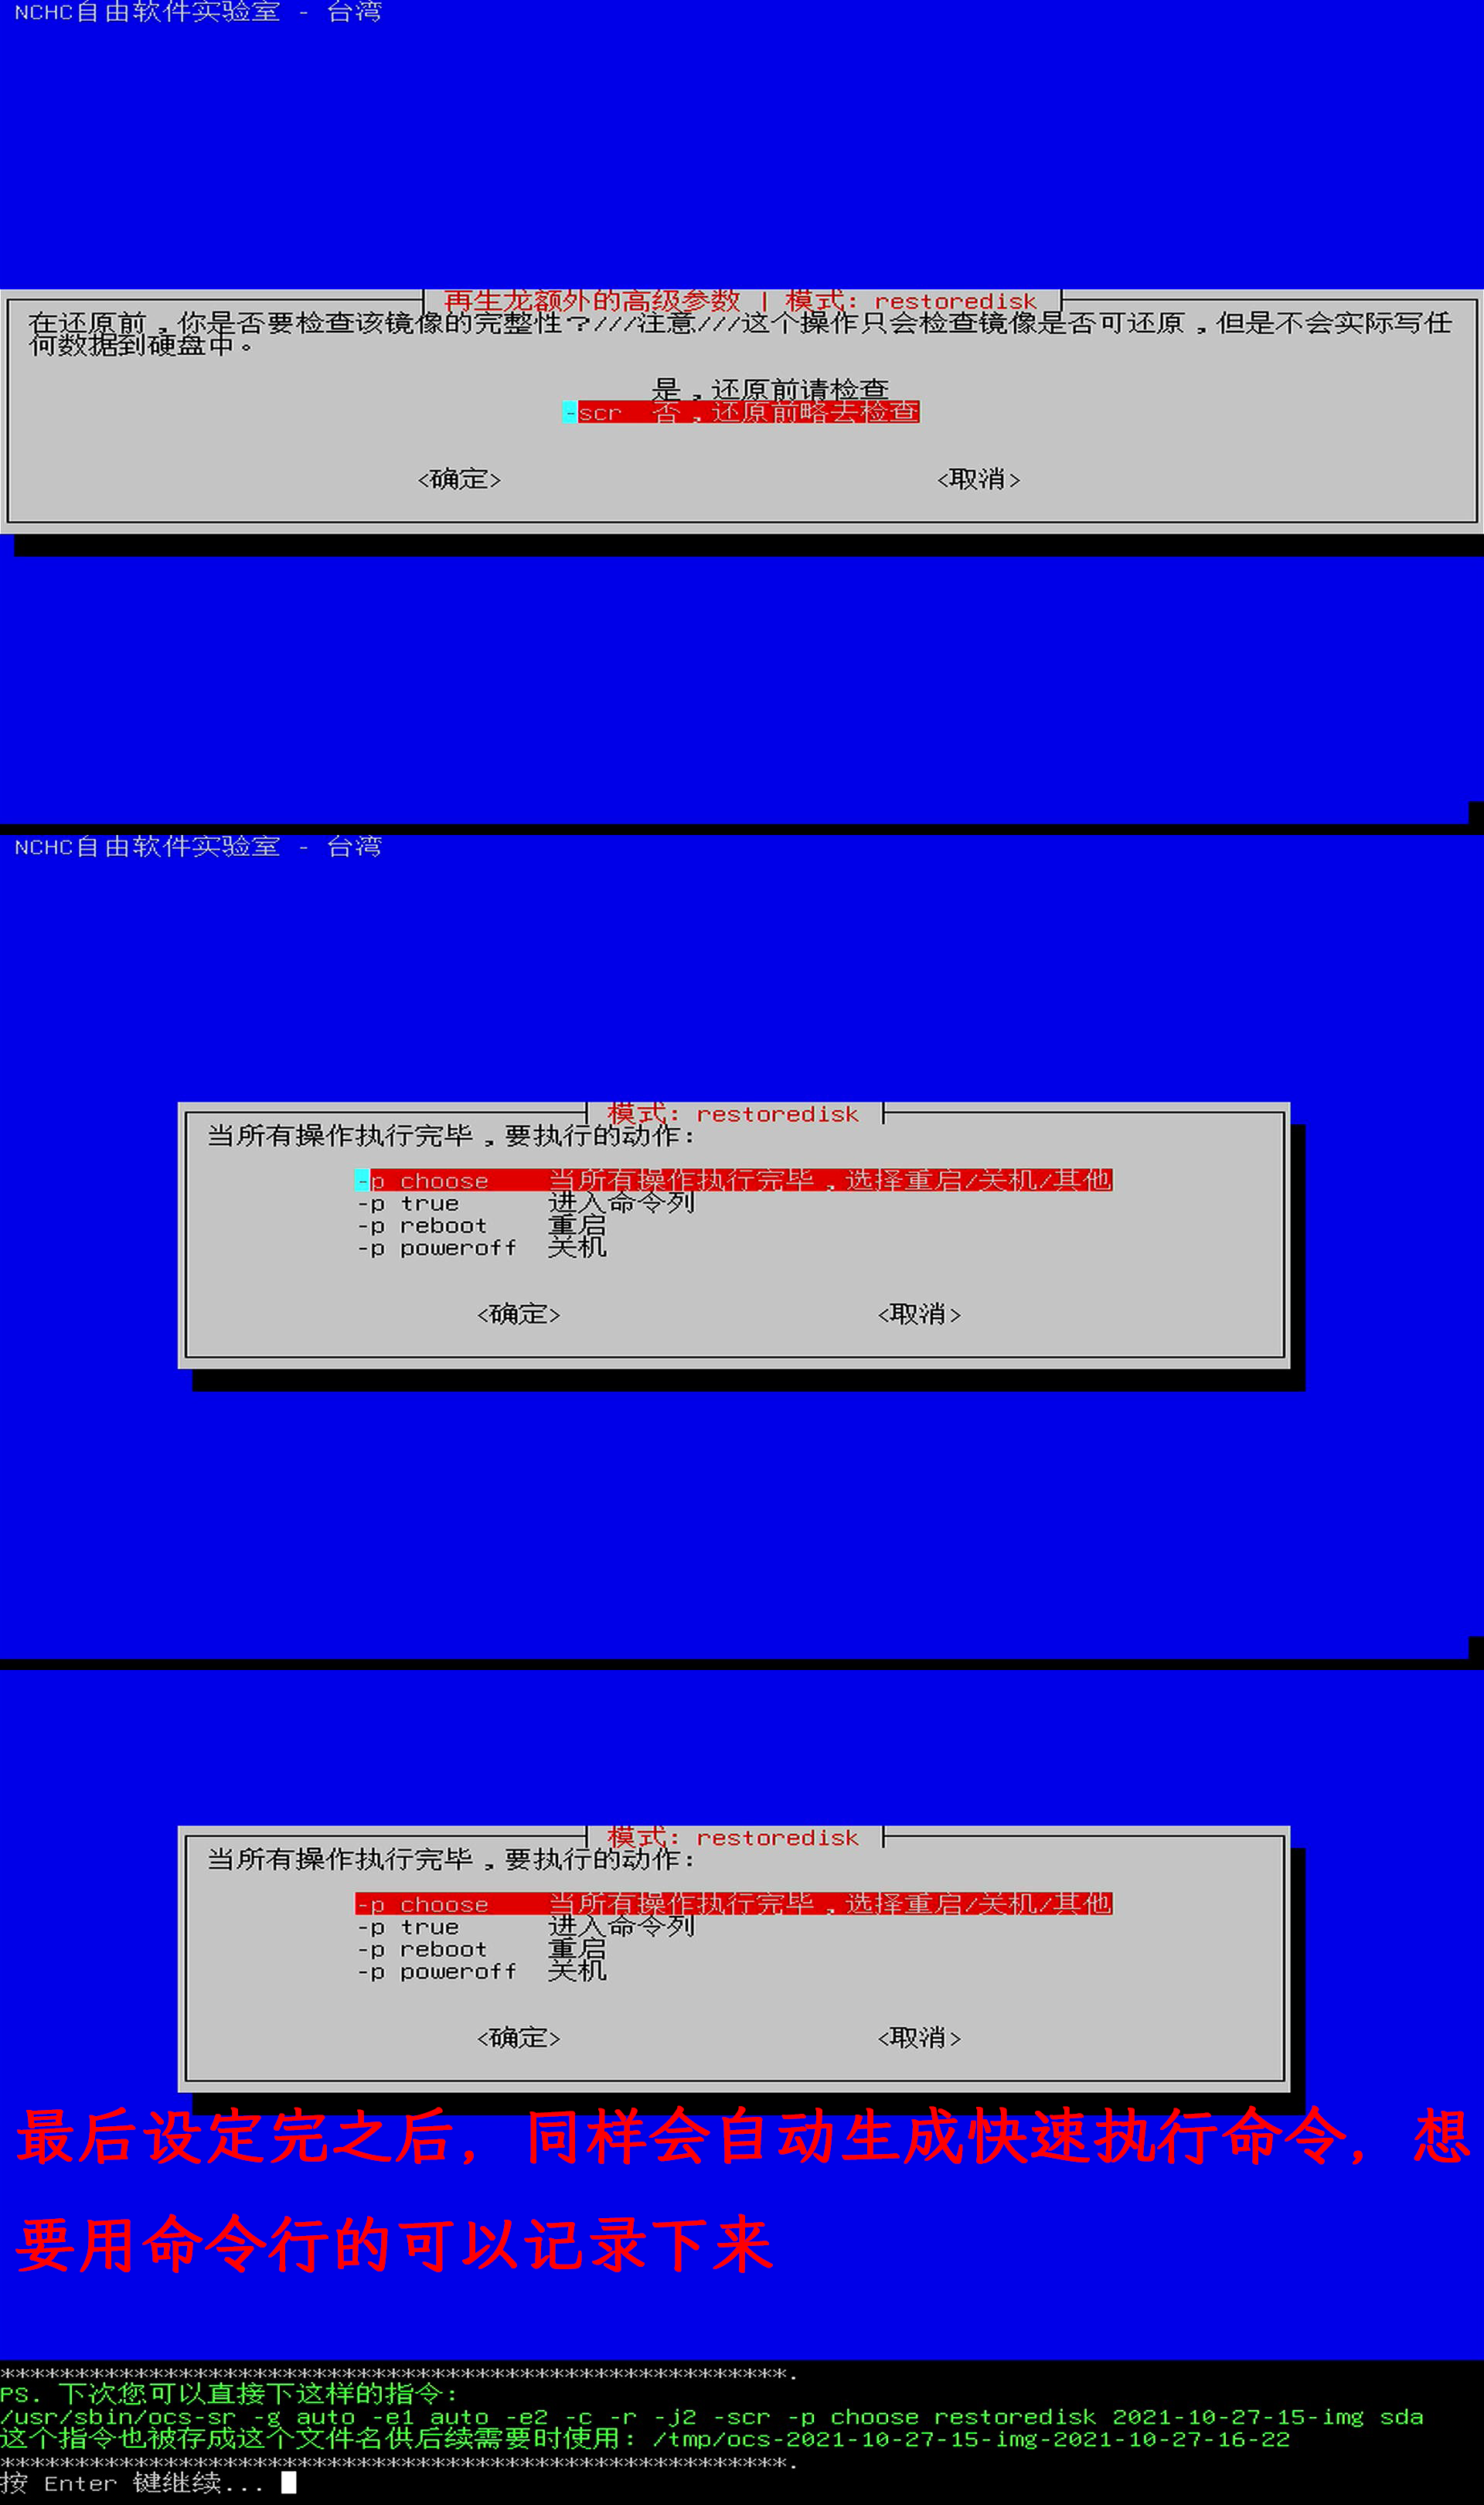 NCHC自由软件实验室 - 台湾
再生龙额外的高级参数 | 模式: restoredisk
在还原前，你是否要检查该镜像的完整性？///注意///这个操作只会检查镜像是否可还原，但是不会实际写任
何数据到硬盘中。
是，还原前请检查
-scr 否，还原前略去检查
<确定> <取消>
NCHC自由软件实验室 - 台湾
模式: restoredisk
当所有操作执行完毕，要执行的动作:
-p choose 当所有操作执行完毕，选择重启/关机/其他
-p true 进入命令列
-p reboot 重启
-p poweroff 关机
<确定> <取消>
模式: restoredisk
当所有操作执行完毕，要执行的动作:
-p choose 当所有操作执行完毕，选择重启/关机/其他
-p true 进入命令列
-p reboot 重启
-p poweroff 关机
<确定> <取消>
最后设定完之后，同样会自动生成快速执行命令，想
要用命令行的可以记录下来
*****************************************************.
PS. 下次您可以直接下这样的指令:
/usr/sbin/ocs-sr -g auto -e1 auto -e2 -c -r -j2 -scr -p choose restoredisk 2021-10-27-15-img sda
这个指令也被存成这个文件名供后续需要时使用: /tmp/ocs-2021-10-27-15-img-2021-10-27-16-22
*****************************************************.
按 Enter 键继续...